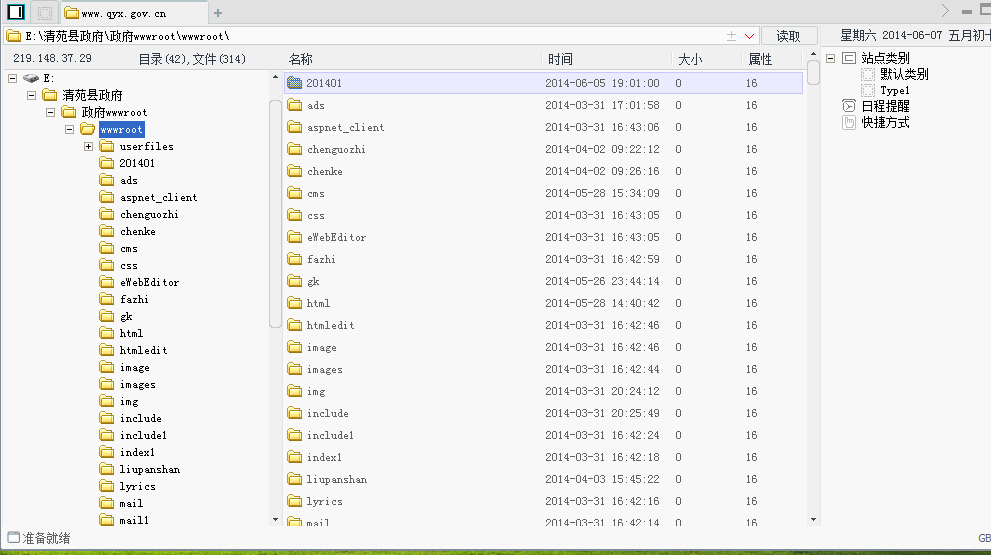 www.qyx.gov.cn
E:\清苑县政府\政府wwwroot\wwwroot\ 读取 星期六 2014-06-07 五月初十
219.148.37.29 目录(42),文件(314) 名称 时间 大小 属性
E:
清苑县政府
政府wwwroot
wwwroot
userfiles
201401
ads
aspnet_client
chenguozhi
chenke
cms
css
eWebEditor
fazhi
gk
html
htmledit
image
images
img
include
include1
index1
liupanshan
lyrics
mail
mail1
201401 2014-06-05 19:01:00 0 16
ads 2014-03-31 17:01:58 0 16
aspnet_client 2014-03-31 16:43:06 0 16
chenguozhi 2014-04-02 09:22:12 0 16
chenke 2014-04-02 09:26:16 0 16
cms 2014-05-28 15:34:09 0 16
css 2014-03-31 16:43:05 0 16
eWebEditor 2014-03-31 16:43:05 0 16
fazhi 2014-03-31 16:42:59 0 16
gk 2014-05-26 23:44:14 0 16
html 2014-05-28 14:40:42 0 16
htmledit 2014-03-31 16:42:46 0 16
image 2014-03-31 16:42:46 0 16
images 2014-03-31 16:42:44 0 16
img 2014-03-31 20:24:12 0 16
include 2014-03-31 20:25:49 0 16
include1 2014-03-31 16:42:24 0 16
index1 2014-03-31 16:42:18 0 16
liupanshan 2014-04-03 15:45:22 0 16
lyrics 2014-03-31 16:42:16 0 16
mail 2014-03-31 16:42:14 0 16
站点类别
默认类别
Type1
日程提醒
快捷方式
准备就绪 GB